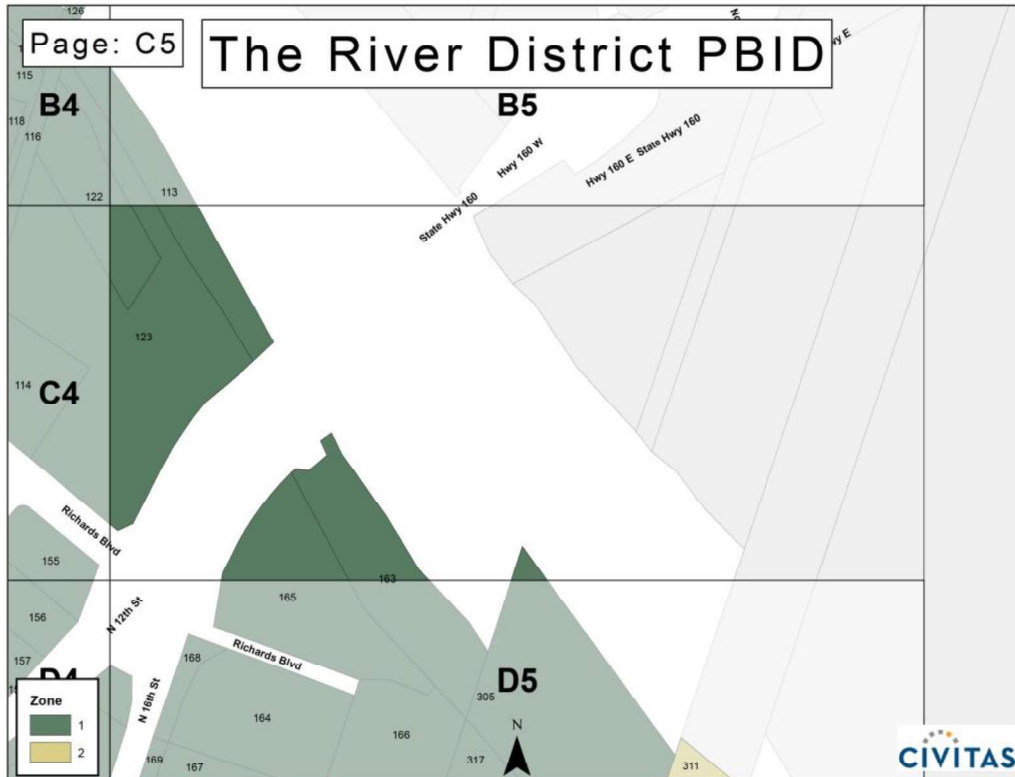 126
Page: C5
The River District PBID
115
B4
B5
118
116
Hwy 160 W
Hwy 160 E State Hwy 160
113
122
State Hwy 160
123
114
C4
Richards Blvd
155
163
165
156
N 12th St
Richards Blvd
157
168
D5
305
N 16th St
Zone
1
2
164
166
N
169
167
317
311
CIVITAS